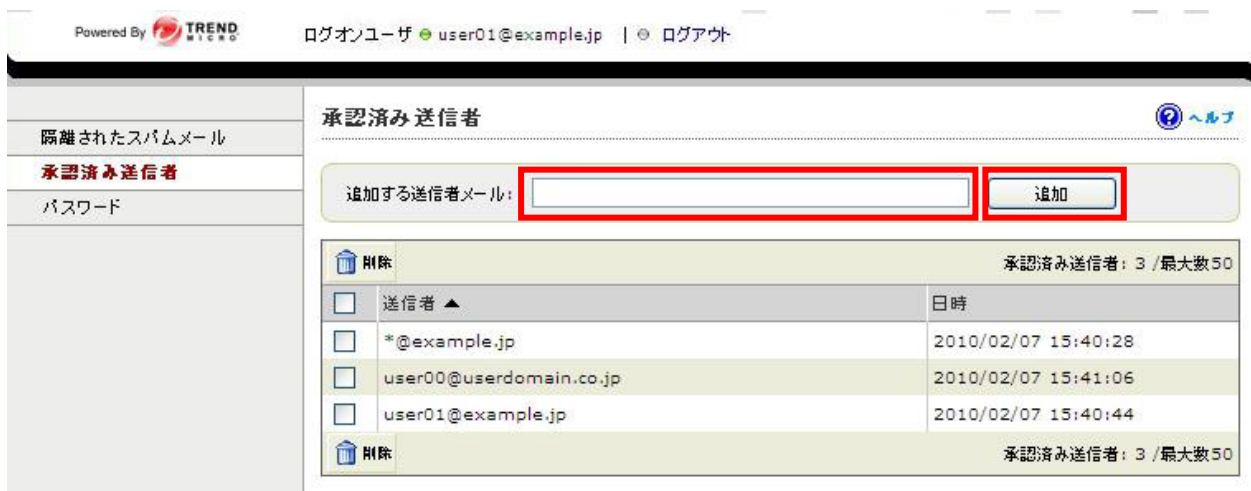 Powered By TREND MICRO ログオンユーザ user01@example.jp | ログアウト
承認済み送信者
ヘルプ
隔離されたスパムメール
承認済み送信者
パスワード
追加する送信者メール:
追加
削除 承認済み送信者: 3 /最大数50
送信者 ▲ 日時
*@example.jp 2010/02/07 15:40:28
user00@userdomain.co.jp 2010/02/07 15:41:06
user01@example.jp 2010/02/07 15:40:44
削除 承認済み送信者: 3 /最大数50